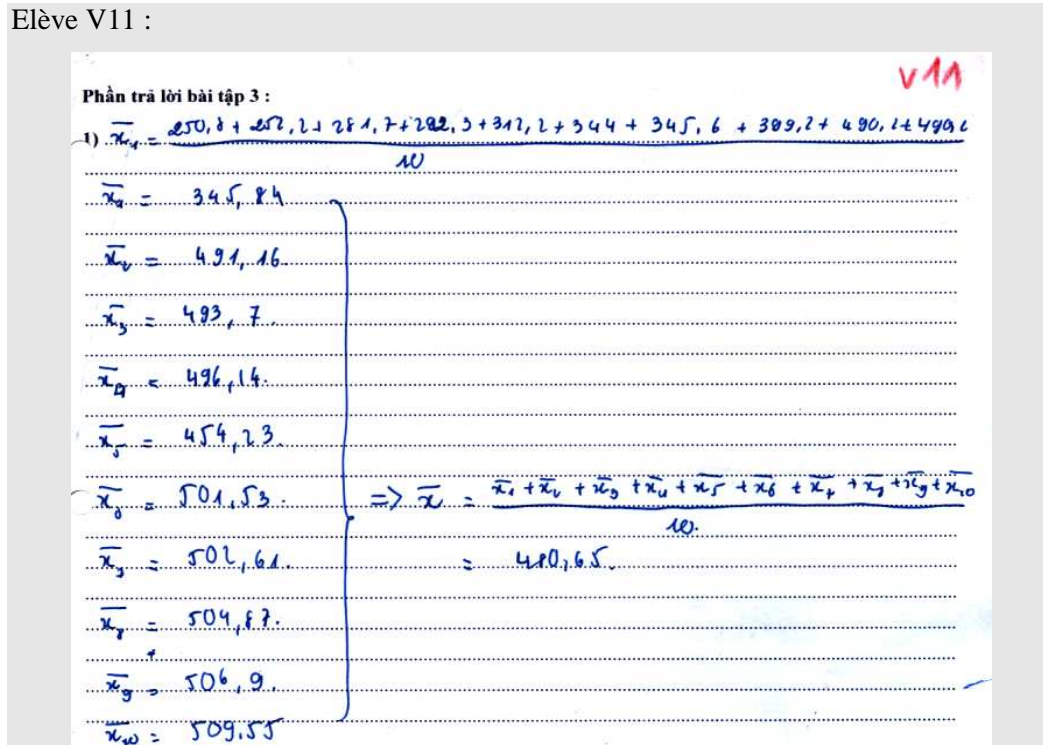 Elève V11 :
V11
Phần trả lời bài tập 3 :
1) x̄₁ = (250,8 + 252,2 + 281,7 + 292,3 + 312,2 + 344 + 345,6 + 399,2 + 490,2 + 490,2) / 10
x̄₁ = 345,84
x̄₂ = 491,16
x̄₃ = 493,7.
x̄₄ = 496,14.
x̄₅ = 454,23.
x̄₆ = 501,53. => x̄ = (x̄₁ + x̄₂ + x̄₃ + x̄₄ + x̄₅ + x̄₆ + x̄₇ + x̄₈ + x̄₉ + x̄₁₀) / 10.
x̄₇ = 502,61. = 480,65.
x̄₈ = 504,87.
x̄₉ = 506,9.
x̄₁₀ = 509,55